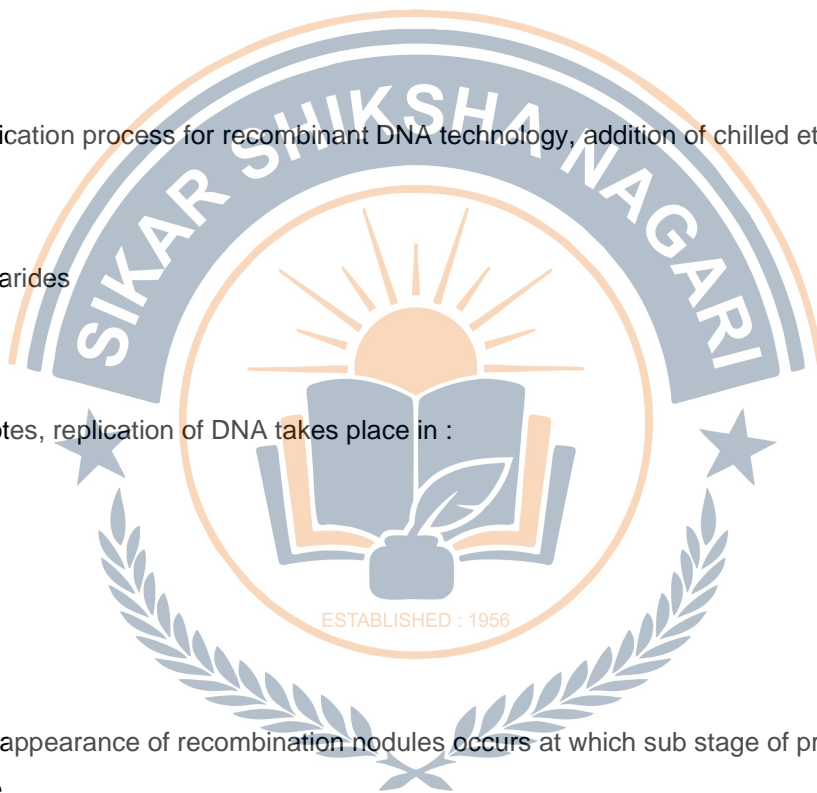 SIKAR SHIKSHA NAGARI
ication process for recombinant DNA technology, addition of chilled et
arides
tes, replication of DNA takes place in :
ESTABLISHED : 1956
appearance of recombination nodules occurs at which sub stage of pr